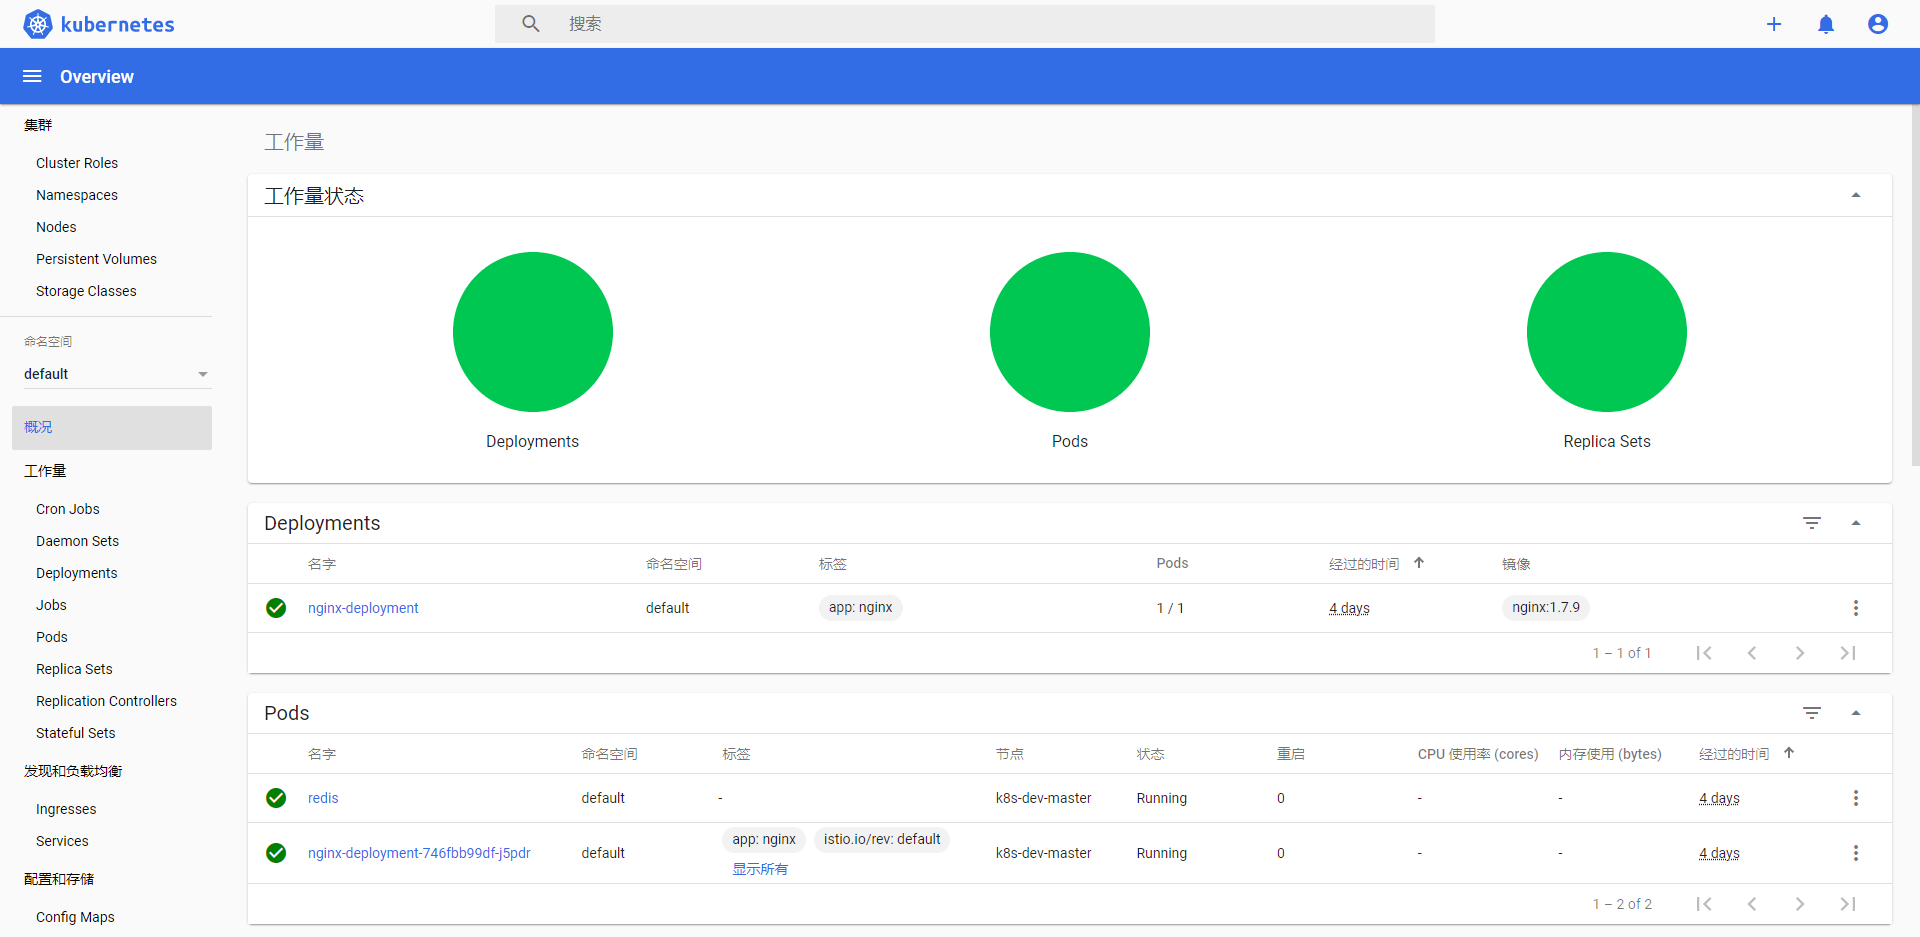 kubernetes
搜索
Overview
集群
Cluster Roles
Namespaces
Nodes
Persistent Volumes
Storage Classes
命名空间
default
概况
工作量
Cron Jobs
Daemon Sets
Deployments
Jobs
Pods
Replica Sets
Replication Controllers
Stateful Sets
发现和负载均衡
Ingresses
Services
配置和存储
Config Maps
工作量
工作量状态
Deployments Pods Replica Sets
Deployments
名字 命名空间 标签 Pods 经过的时间 镜像
nginx-deployment default app: nginx 1 / 1 4 days nginx:1.7.9
1 – 1 of 1
Pods
名字 命名空间 标签 节点 状态 重启 CPU 使用率 (cores) 内存使用 (bytes) 经过的时间
redis default - k8s-dev-master Running 0 - - 4 days
nginx-deployment-746fbb99df-j5pdr default app: nginx istio.io/rev: default k8s-dev-master Running 0 - - 4 days
显示所有
1 – 2 of 2